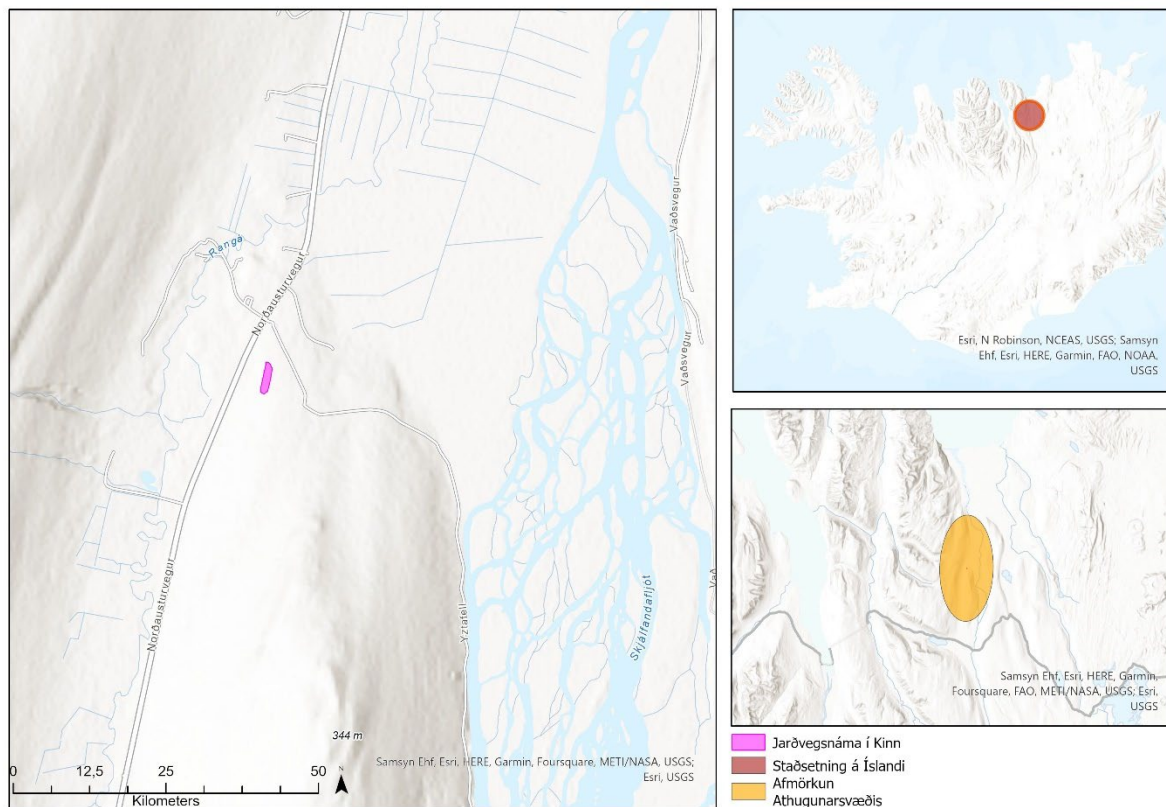 Rangá
Norðausturvegur
Vaðsvegur
Vaðsvegur
Norðausturvegur
Yztafell
Skjálfandafljót
Vað
344 m
0 12,5 25 50
Kilometers
N
Samsyn Ehf, Esri, HERE, Garmin, Foursquare, METI/NASA, USGS;
Esri, USGS
Esri, N Robinson, NCEAS, USGS; Samsyn
Ehf, Esri, HERE, Garmin, FAO, NOAA,
USGS
Samsyn Ehf, Esri, HERE, Garmin,
Foursquare, FAO, METI/NASA, USGS; Esri,
USGS
Jarðvegsnáma í Kinn
Staðsetning á Íslandi
Afmörkun
Athugunarsvæðis